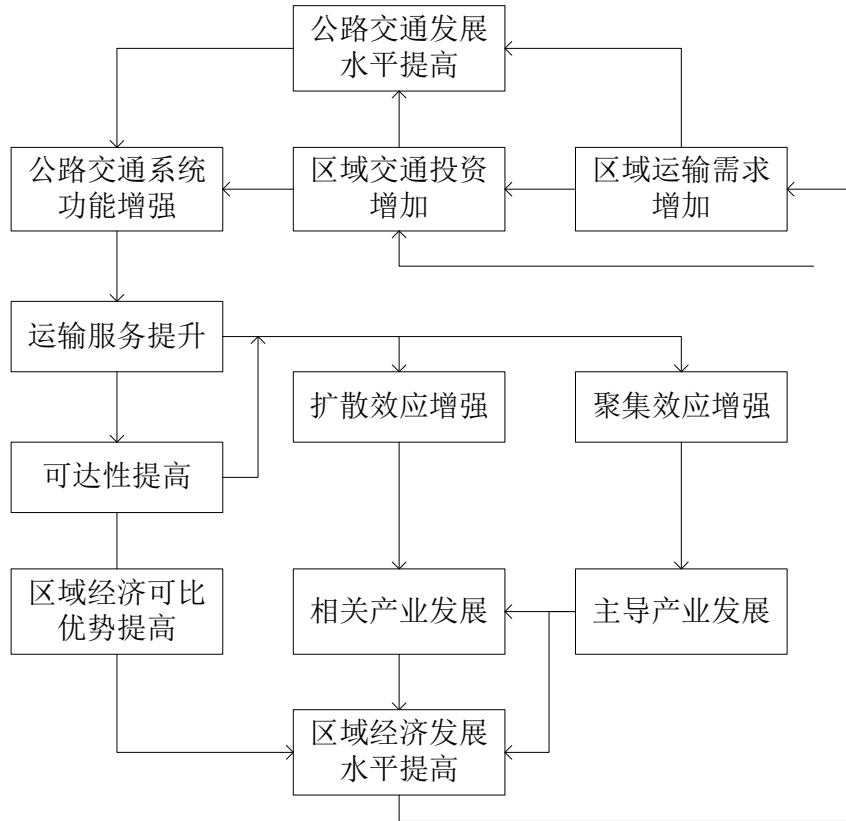 公路交通发展
水平提高
公路交通系统
功能增强
区域交通投资
增加
区域运输需求
增加
运输服务提升
扩散效应增强
聚集效应增强
可达性提高
区域经济可比
优势提高
相关产业发展
主导产业发展
区域经济发展
水平提高